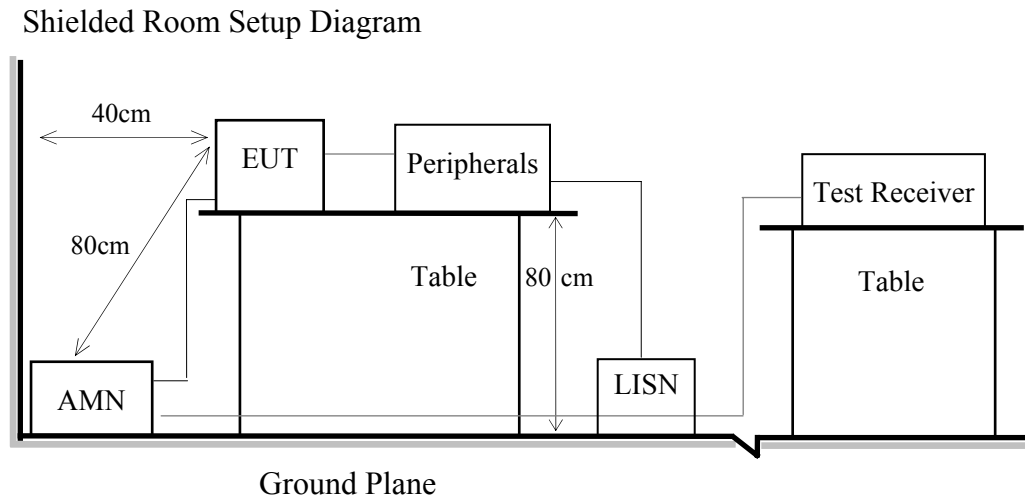 Shielded Room Setup Diagram
40cm
EUT
Peripherals
Test Receiver
80cm
Table
80 cm
Table
AMN
LISN
Ground Plane